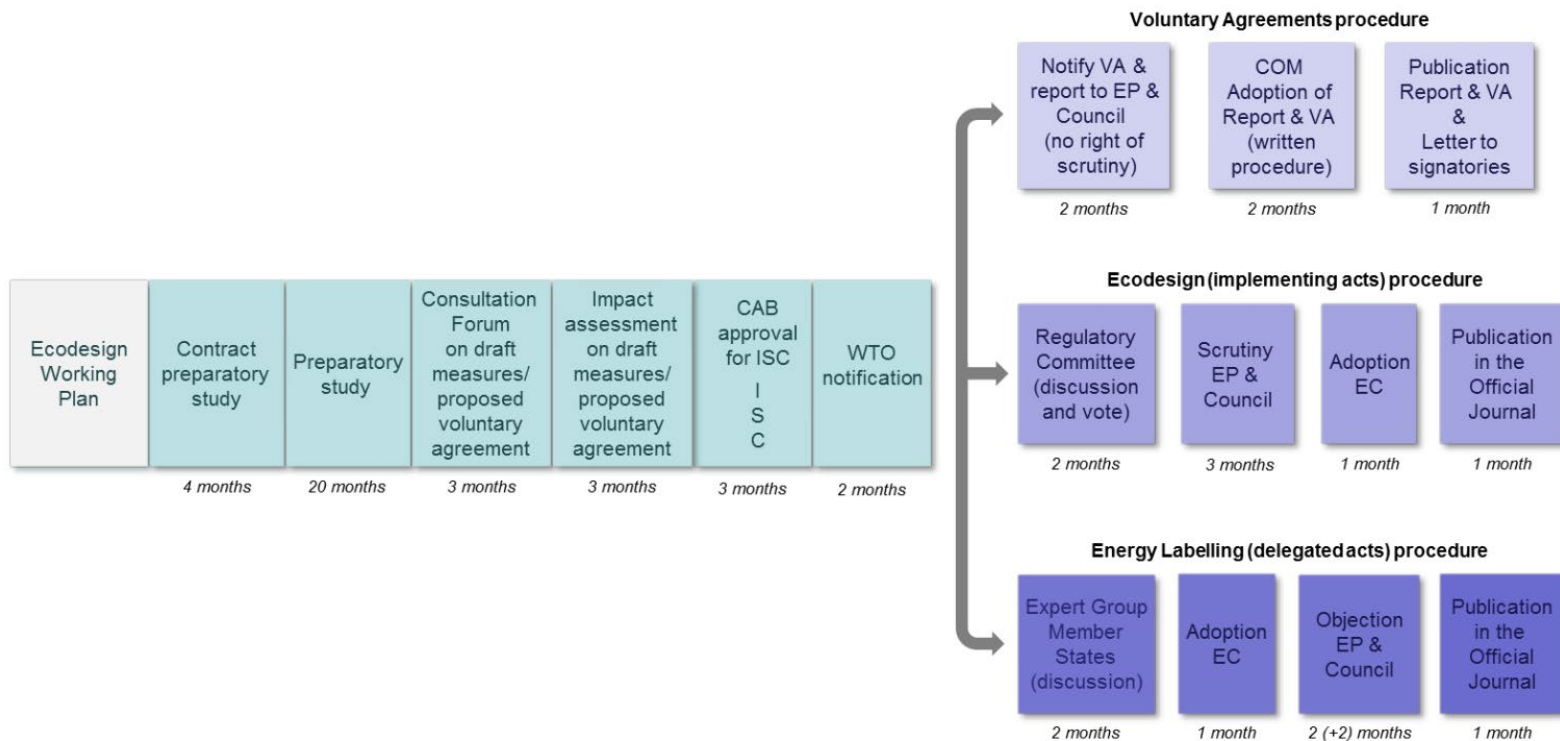 Voluntary Agreements procedure
Notify VA &
report to EP &
Council
(no right of
scrutiny)
2 months
COM
Adoption of
Report & VA
(written
procedure)
2 months
Publication
Report & VA
&
Letter to
signatories
1 month
Ecodesign
Working
Plan
Contract
preparatory
study
4 months
Preparatory
study
20 months
Consultation
Forum
on draft
measures/
proposed
voluntary
agreement
3 months
Impact
assessment
on draft
measures/
proposed
voluntary
agreement
3 months
CAB
approval
for ISC
I
S
C
3 months
WTO
notification
2 months
Ecodesign (implementing acts) procedure
Regulatory
Committee
(discussion
and vote)
2 months
Scrutiny
EP &
Council
3 months
Adoption
EC
1 month
Publication
in the
Official
Journal
1 month
Energy Labelling (delegated acts) procedure
Expert Group
Member
States
(discussion)
2 months
Adoption
EC
1 month
Objection
EP &
Council
2 (+2) months
Publication
in the
Official
Journal
1 month